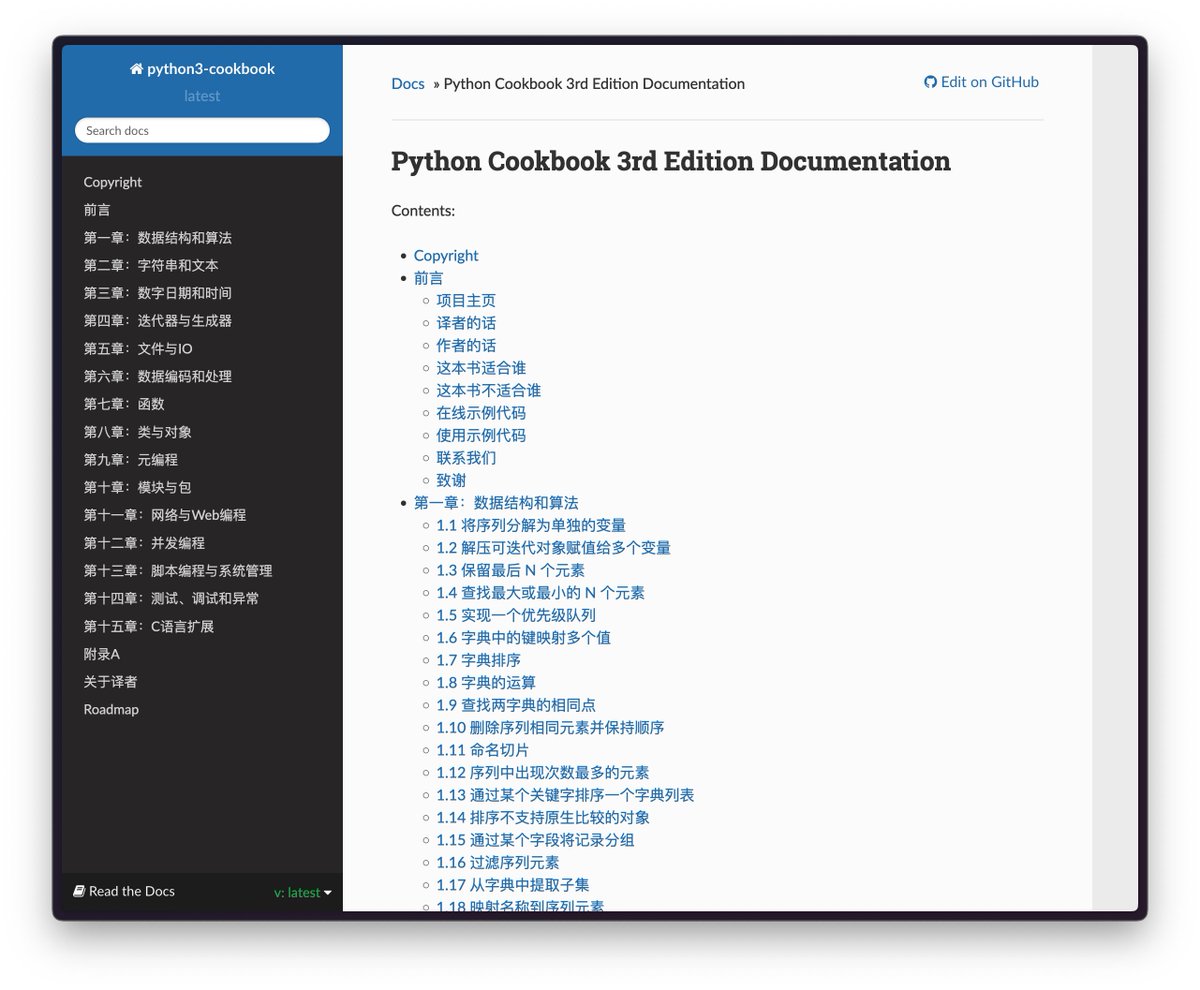 python3-cookbook
latest
Search docs
Copyright
前言
第一章：数据结构和算法
第二章：字符串和文本
第三章：数字日期和时间
第四章：迭代器与生成器
第五章：文件与IO
第六章：数据编码和处理
第七章：函数
第八章：类与对象
第九章：元编程
第十章：模块与包
第十一章：网络与Web编程
第十二章：并发编程
第十三章：脚本编程与系统管理
第十四章：测试、调试和异常
第十五章：C语言扩展
附录A
关于译者
Roadmap
Read the Docs
v: latest
Docs » Python Cookbook 3rd Edition Documentation
Edit on GitHub
Python Cookbook 3rd Edition Documentation
Contents:
Copyright
前言
项目主页
译者的话
作者的话
这本书适合谁
这本书不适合谁
在线示例代码
使用示例代码
联系我们
致谢
第一章：数据结构和算法
1.1 将序列分解为单独的变量
1.2 解压可迭代对象赋值给多个变量
1.3 保留最后 N 个元素
1.4 查找最大或最小的 N 个元素
1.5 实现一个优先级队列
1.6 字典中的键映射多个值
1.7 字典排序
1.8 字典的运算
1.9 查找两字典的相同点
1.10 删除序列相同元素并保持顺序
1.11 命名切片
1.12 序列中出现次数最多的元素
1.13 通过某个关键字排序一个字典列表
1.14 排序不支持原生比较的对象
1.15 通过某个字段将记录分组
1.16 过滤序列元素
1.17 从字典中提取子集
1.18 映射名称到序列元素